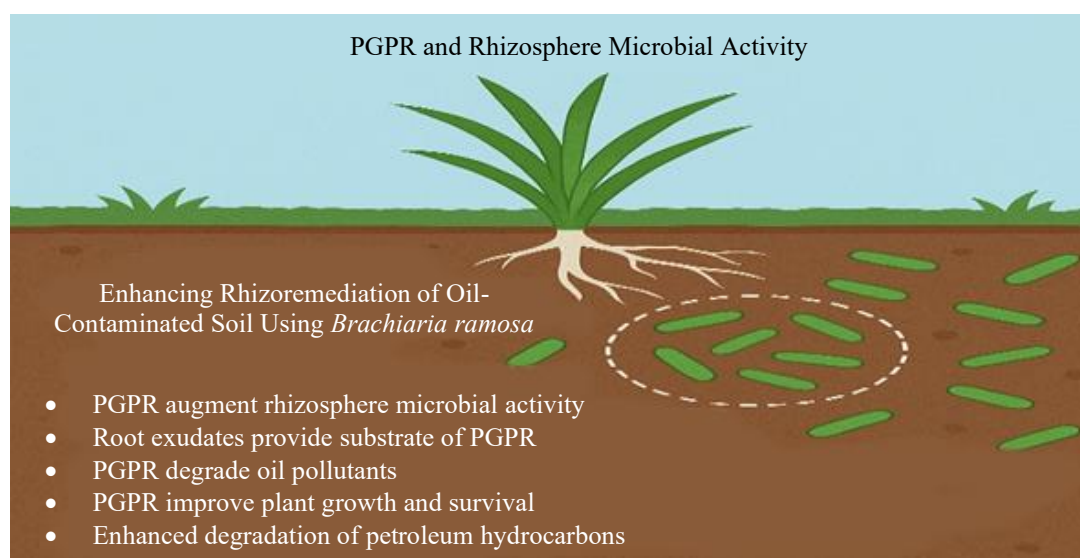 PGPR and Rhizosphere Microbial Activity
Enhancing Rhizoremediation of Oil-
Contaminated Soil Using Brachiaria ramosa
• PGPR augment rhizosphere microbial activity
• Root exudates provide substrate of PGPR
• PGPR degrade oil pollutants
• PGPR improve plant growth and survival
• Enhanced degradation of petroleum hydrocarbons